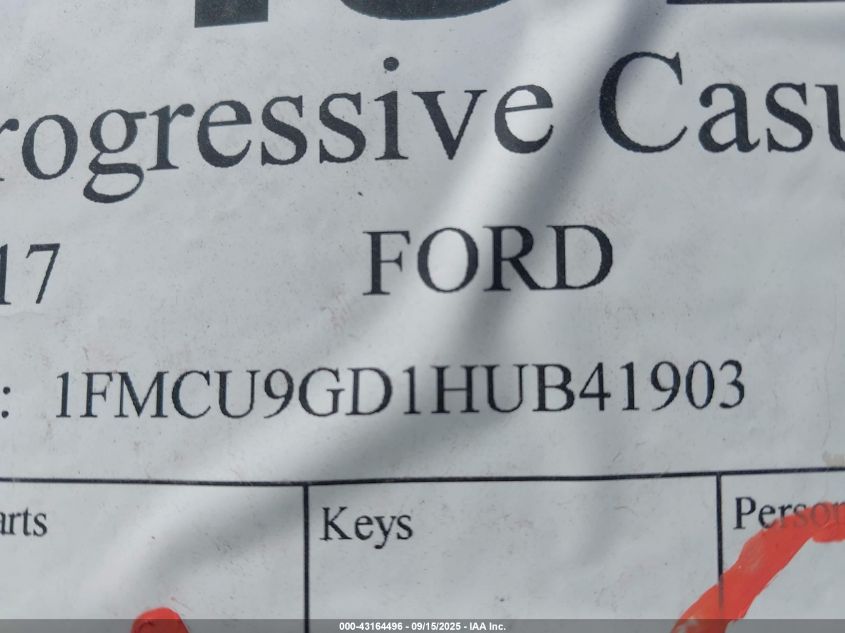 rogressive Casu
17 FORD
: 1FMCU9GD1HUB41903
arts Keys Person
000-43164496 - 09/15/2025 - IAA Inc.